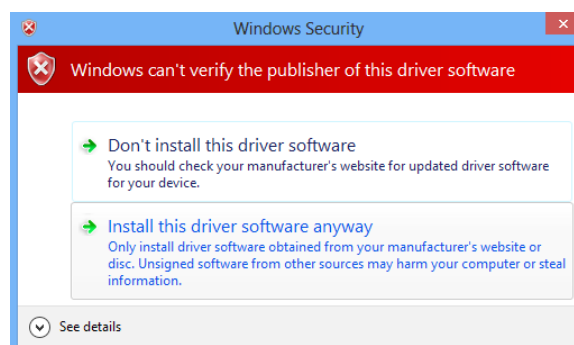 Windows Security
Windows can't verify the publisher of this driver software
Don't install this driver software
You should check your manufacturer's website for updated driver software
for your device.
Install this driver software anyway
Only install driver software obtained from your manufacturer's website or
disc. Unsigned software from other sources may harm your computer or steal
information.
See details